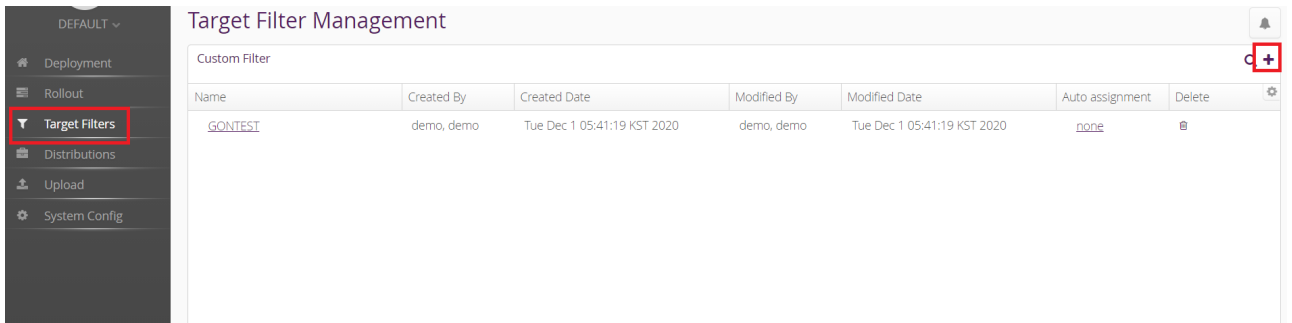 DEFAULT
Target Filter Management
Deployment
Rollout
Target Filters
Distributions
Upload
System Config
Custom Filter
Name Created By Created Date Modified By Modified Date Auto assignment Delete
GONTEST demo, demo Tue Dec 1 05:41:19 KST 2020 demo, demo Tue Dec 1 05:41:19 KST 2020 none